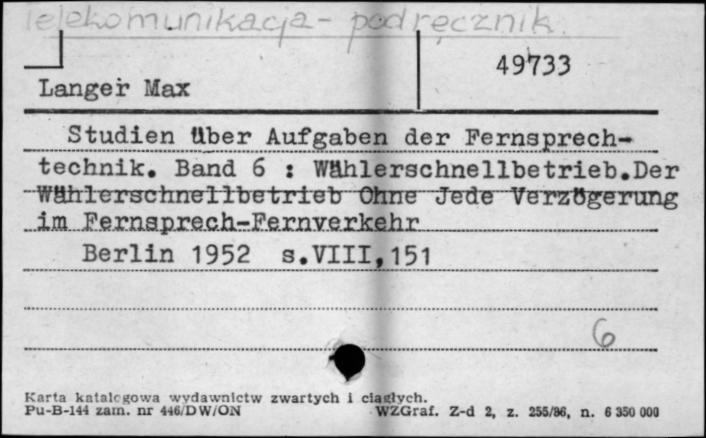 telekomunikacja - podręcznik
49733
Langer Max
Studien über Aufgaben der Fernsprech-
technik. Band 6 : Wählerschnellbetrieb.Der
Wählerschnellbetrieb Ohne Jede Verzögerung
im Fernsprech-Fernverkehr
Berlin 1952 s.VIII,151
6
Karta katalogowa wydawnictw zwartych i ciągłych.
Pu-B-144 zam. nr 446/DW/ON WZGraf. Z-d 2, z. 255/86, n. 6 350 000